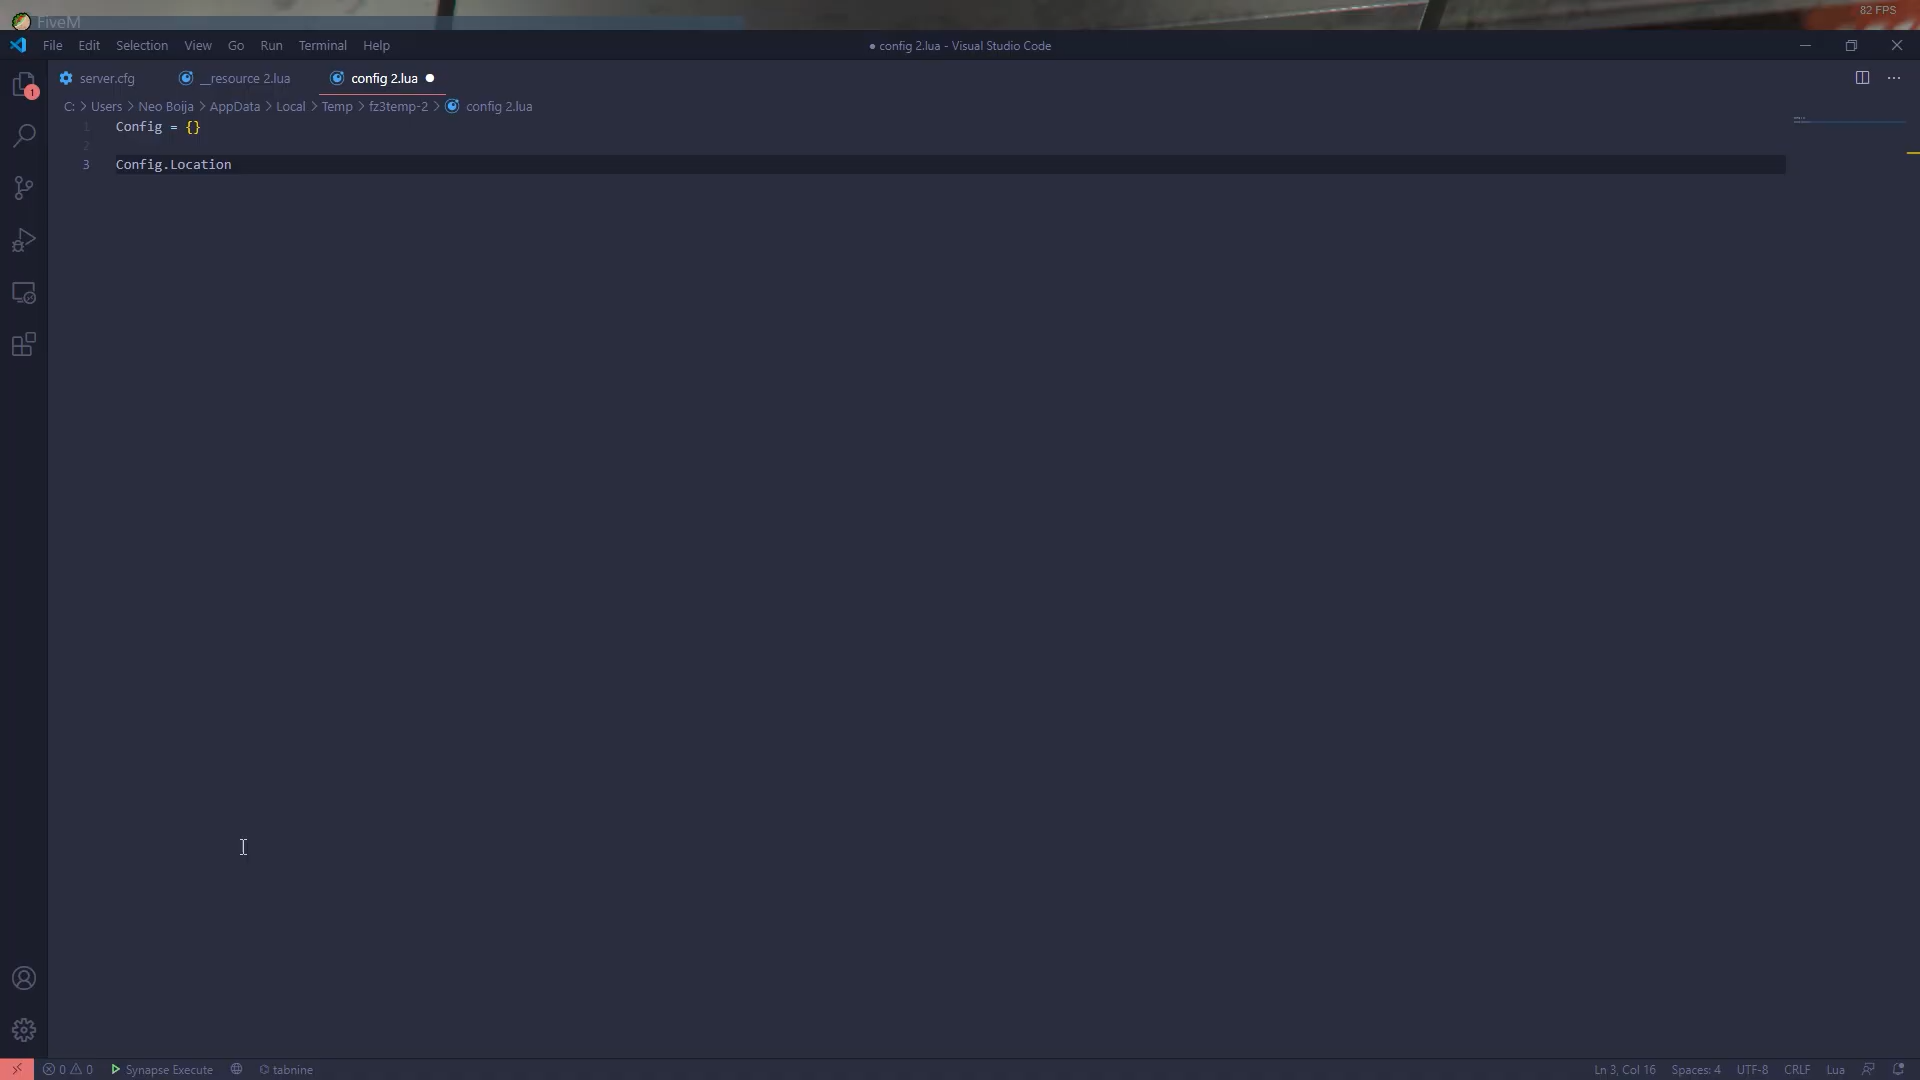 FiveM
82 FPS
File Edit Selection View Go Run Terminal Help
● config 2.lua - Visual Studio Code
server.cfg
__resource 2.lua
config 2.lua ●
1
C: > Users > Neo Boija > AppData > Local > Temp > fz3temp-2 > config 2.lua
1 Config = {}
2
3 Config.Location
0 0 Synapse Execute tabnine
Ln 3, Col 16 Spaces: 4 UTF-8 CRLF Lua